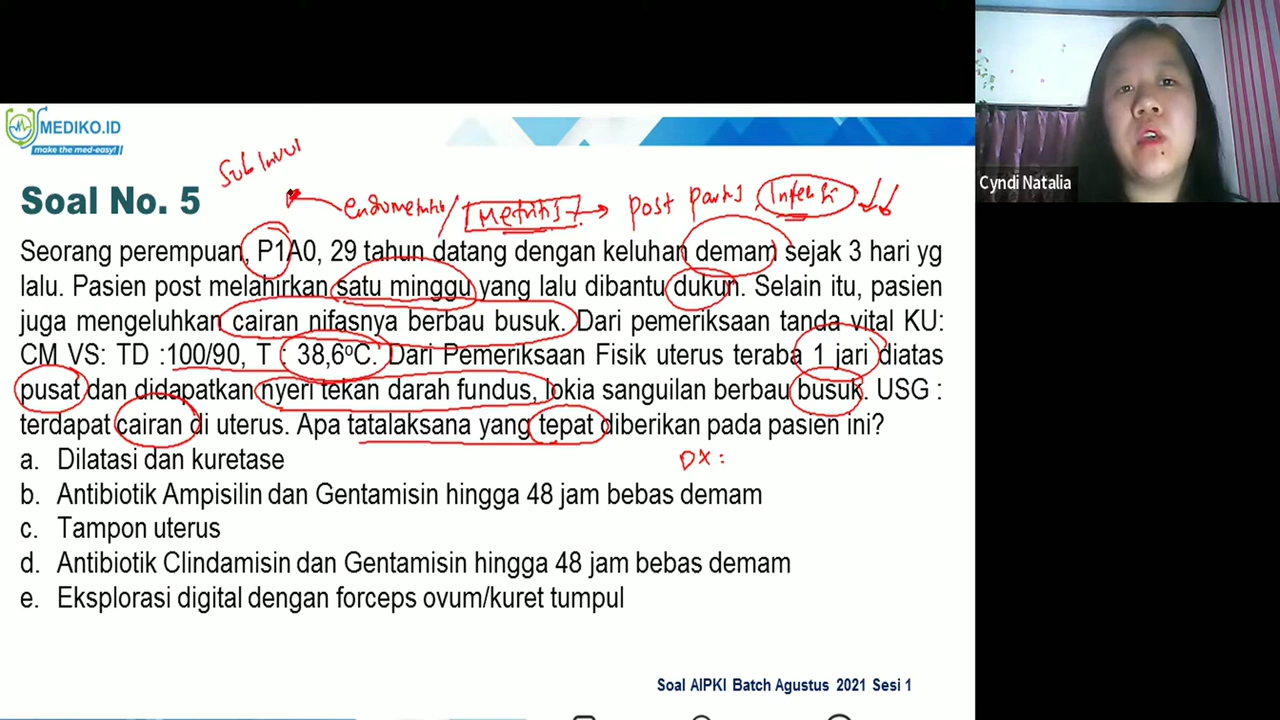 MEDIKO.ID
make the med-easy!
Sub Invol
Soal No. 5
endometritis / Metritis → post partus infeksi
Seorang perempuan, P1A0, 29 tahun datang dengan keluhan demam sejak 3 hari yg
lalu. Pasien post melahirkan satu minggu yang lalu dibantu dukun. Selain itu, pasien
juga mengeluhkan cairan nifasnya berbau busuk. Dari pemeriksaan tanda vital KU:
CM VS: TD :100/90, T : 38,6⁰C. Dari Pemeriksaan Fisik uterus teraba 1 jari diatas
pusat dan didapatkan nyeri tekan darah fundus, lokia sanguilan berbau busuk. USG :
terdapat cairan di uterus. Apa tatalaksana yang tepat diberikan pada pasien ini?
DX :
a. Dilatasi dan kuretase
b. Antibiotik Ampisilin dan Gentamisin hingga 48 jam bebas demam
c. Tampon uterus
d. Antibiotik Clindamisin dan Gentamisin hingga 48 jam bebas demam
e. Eksplorasi digital dengan forceps ovum/kuret tumpul
Soal AIPKI Batch Agustus 2021 Sesi 1
Cyndi Natalia